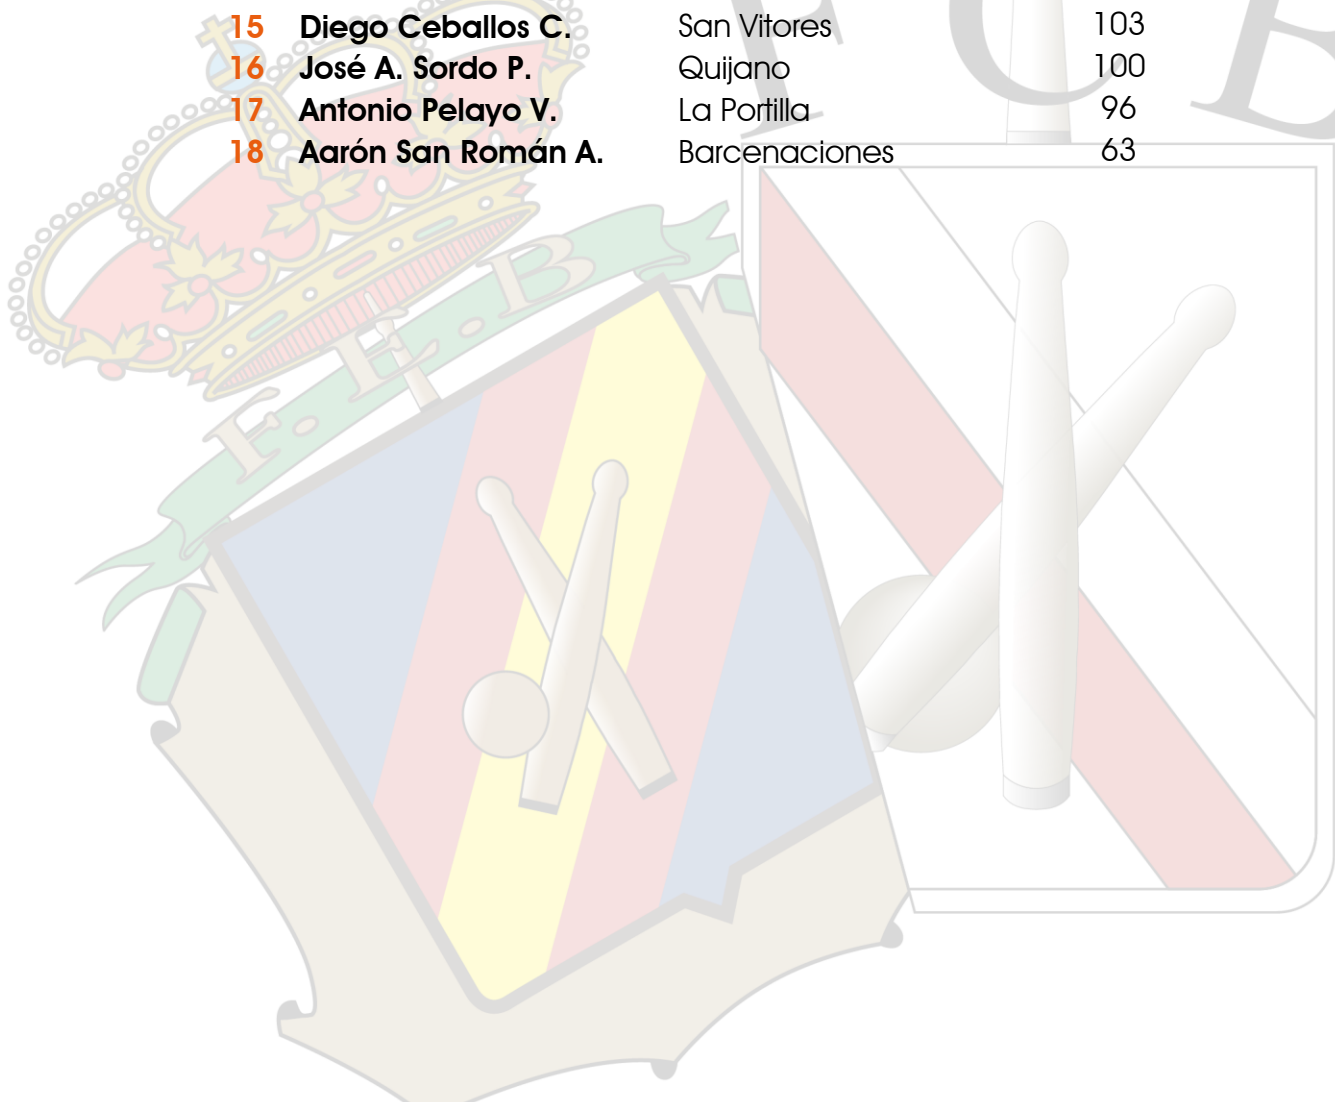 15 Diego Ceballos C. San Vitores 103
16 José A. Sordo P. Quijano 100
17 Antonio Pelayo V. La Portilla 96
18 Aarón San Román A. Barcenaciones 63
F C B
F. E. B